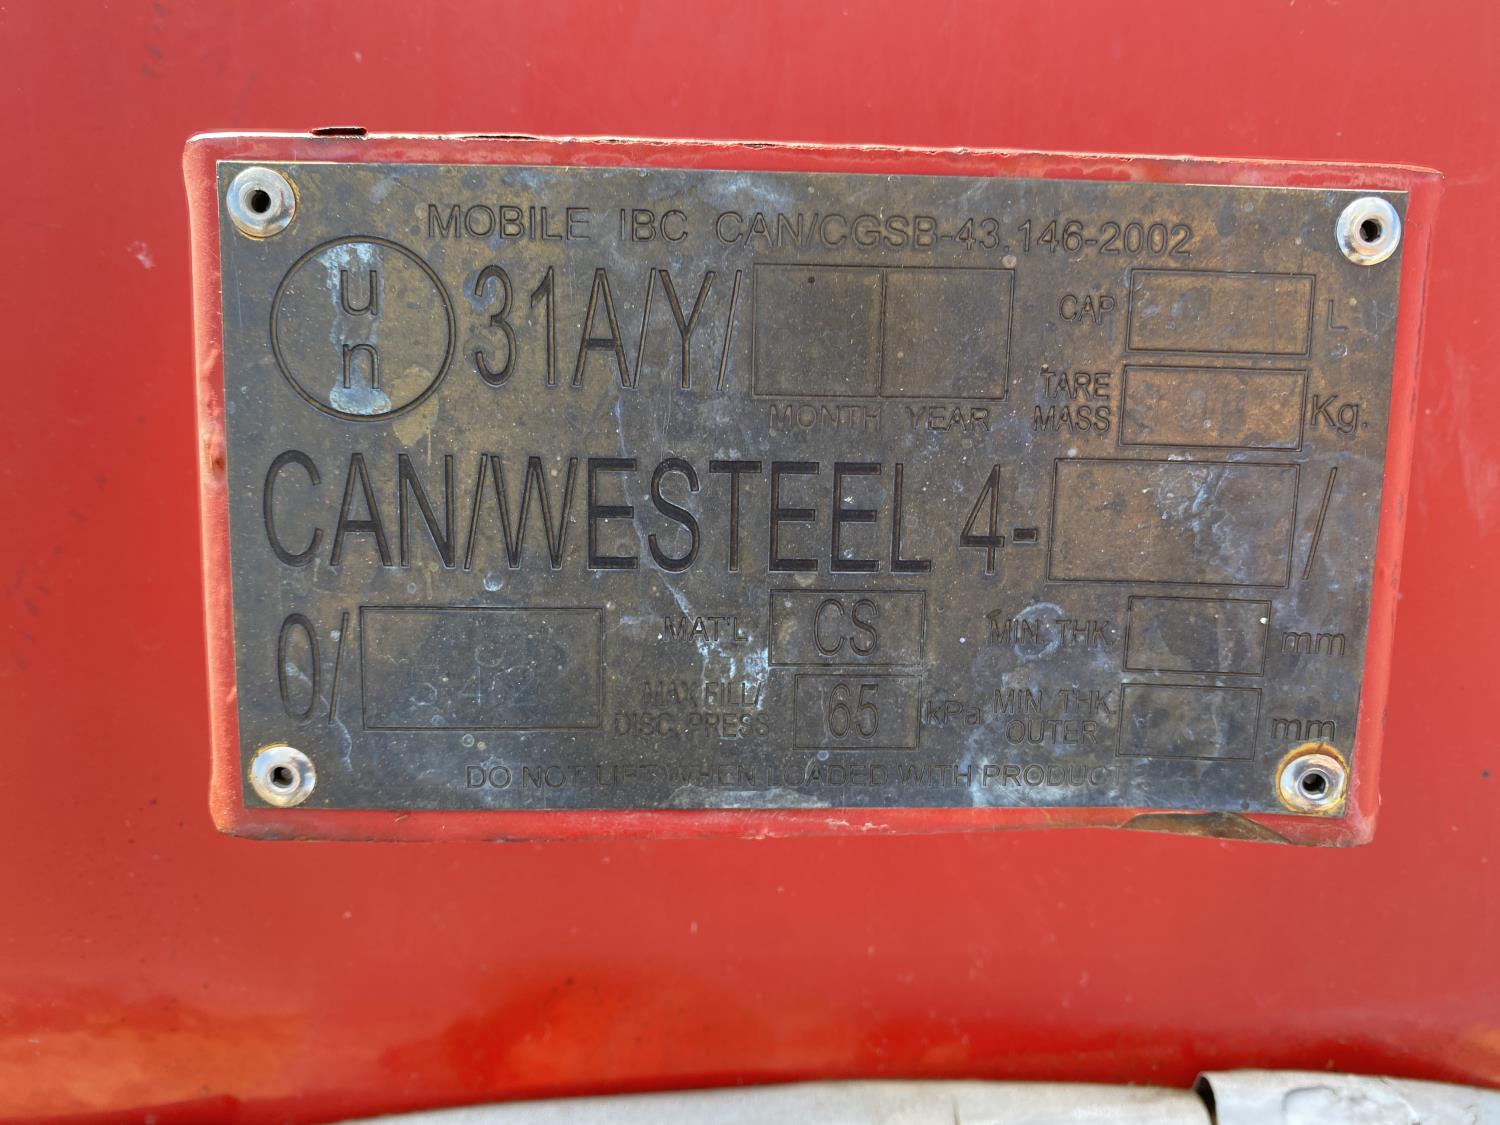 MOBILE IBC CAN/CGSB-43.146-2002
un 31A/Y/
CAP L
MONTH YEAR
TARE MASS Kg.
CAN/WESTEEL 4- /
0/
MAT'L CS
MIN. THK mm
MAX FILL/ DISC. PRESS 65 kPa
MIN. THK OUTER mm
DO NOT LIFT WHEN LOADED WITH PRODUCT